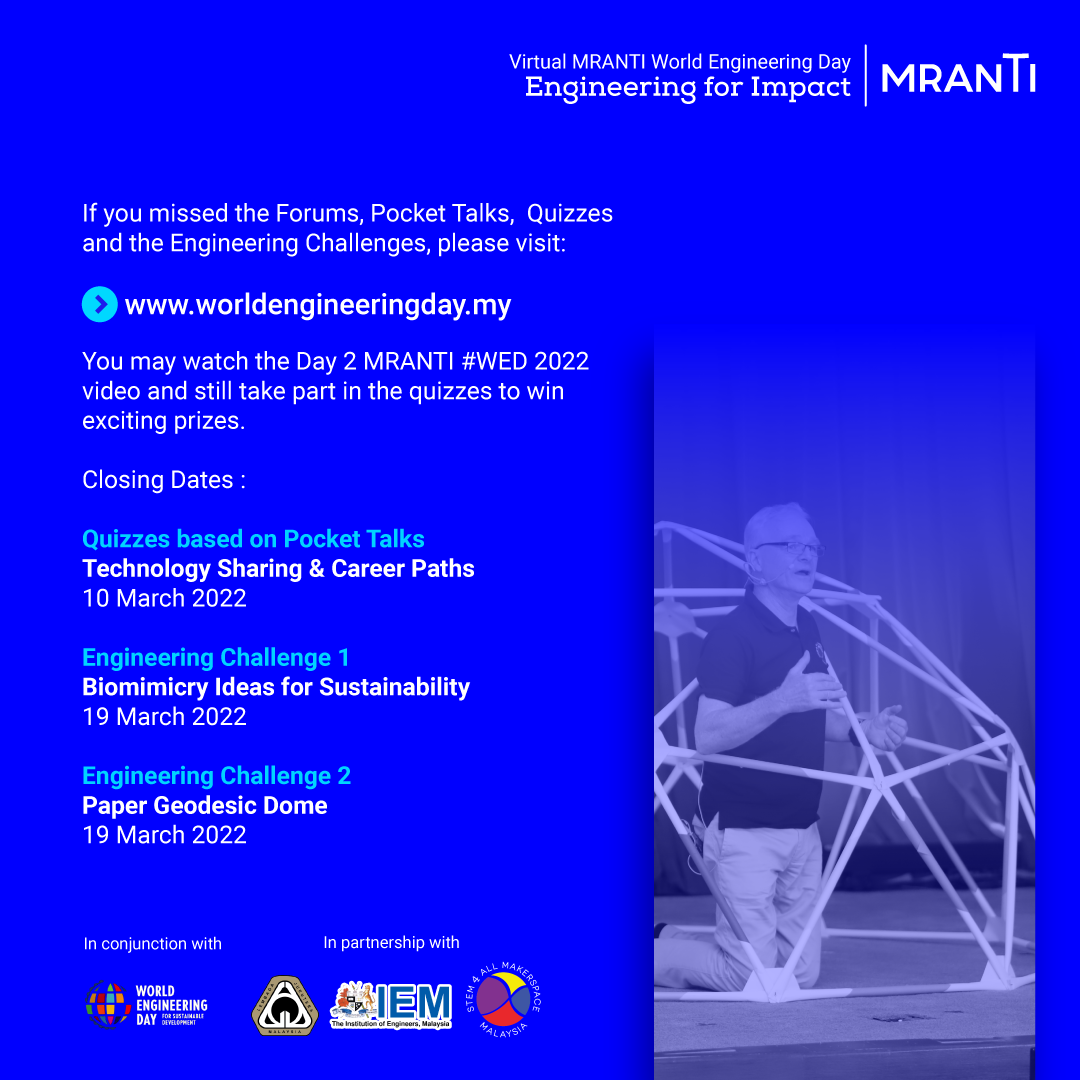 Virtual MRANTI World Engineering Day
Engineering for Impact
MRANTI
If you missed the Forums, Pocket Talks, Quizzes
and the Engineering Challenges, please visit:
www.worldengineeringday.my
You may watch the Day 2 MRANTI #WED 2022
video and still take part in the quizzes to win
exciting prizes.
Closing Dates :
Quizzes based on Pocket Talks
Technology Sharing & Career Paths
10 March 2022
Engineering Challenge 1
Biomimicry Ideas for Sustainability
19 March 2022
Engineering Challenge 2
Paper Geodesic Dome
19 March 2022
In conjunction with
In partnership with
WORLD
ENGINEERING
DAY FOR SUSTAINABLE
DEVELOPMENT
MALAYSIA
IEM
The Institution of Engineers, Malaysia
STEM 4 ALL MAKERSPACE
MALAYSIA